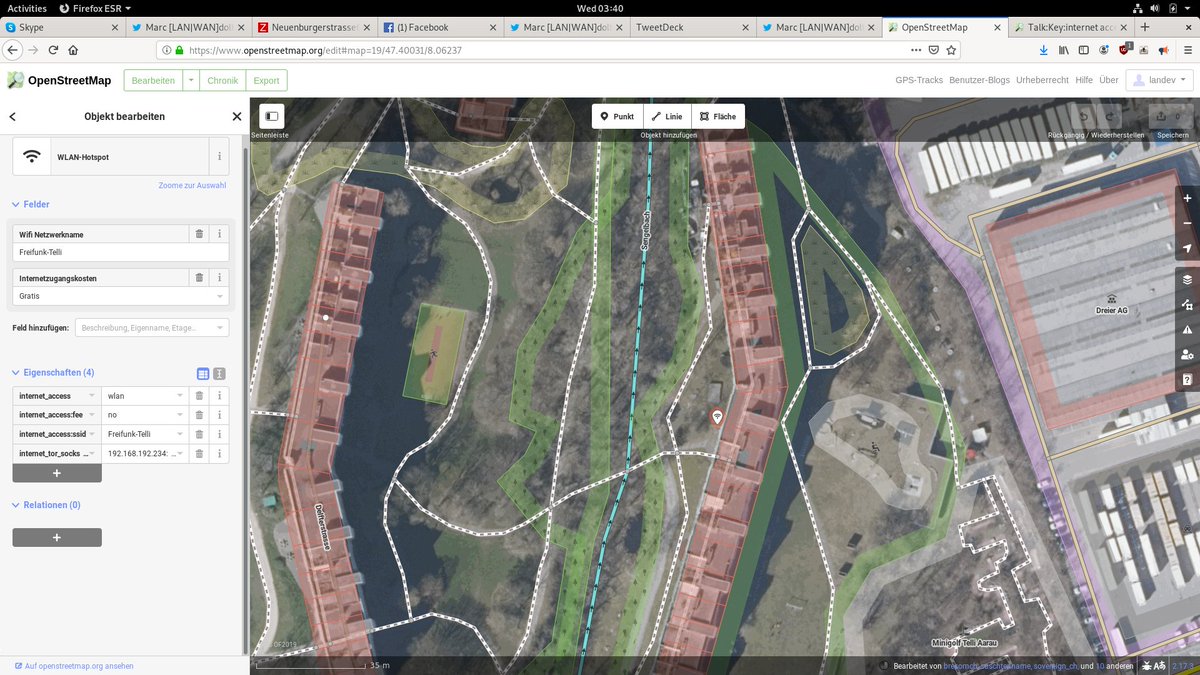 Activities Firefox ESR Wed 03:40
Skype Marc [LAN|WAN]dol Neuenburgerstrasse (1) Facebook Marc [LAN|WAN]dol TweetDeck Marc [LAN|WAN]dol OpenStreetMap Talk:Key:internet acce
https://www.openstreetmap.org/edit#map=19/47.40031/8.06237
OpenStreetMap Bearbeiten Chronik Export GPS-Tracks Benutzer-Blogs Urheberrecht Hilfe Über landev
Objekt bearbeiten
WLAN-Hotspot
Zoome zur Auswahl
Felder
Wifi Netzwerkname
Freifunk-Telli
Internetzugangskosten
Gratis
Feld hinzufügen: Beschreibung, Eigenname, Etage...
Eigenschaften (4)
internet_access wlan
internet_access:fee no
internet_access:ssid Freifunk-Telli
internet_tor_socks ... 192.168.192.234: ...
+
Relationen (0)
+
Auf openstreetmap.org ansehen
Seitenleiste
Punkt Linie Fläche
Objekt hinzufügen
0
Rückgängig / Wiederherstellen Speichern
Sengelbach
Dreier AG
Delfterstrasse
Minigolf Telli Aarau
35 m
Bearbeitet von und 10 anderen 2.17.3